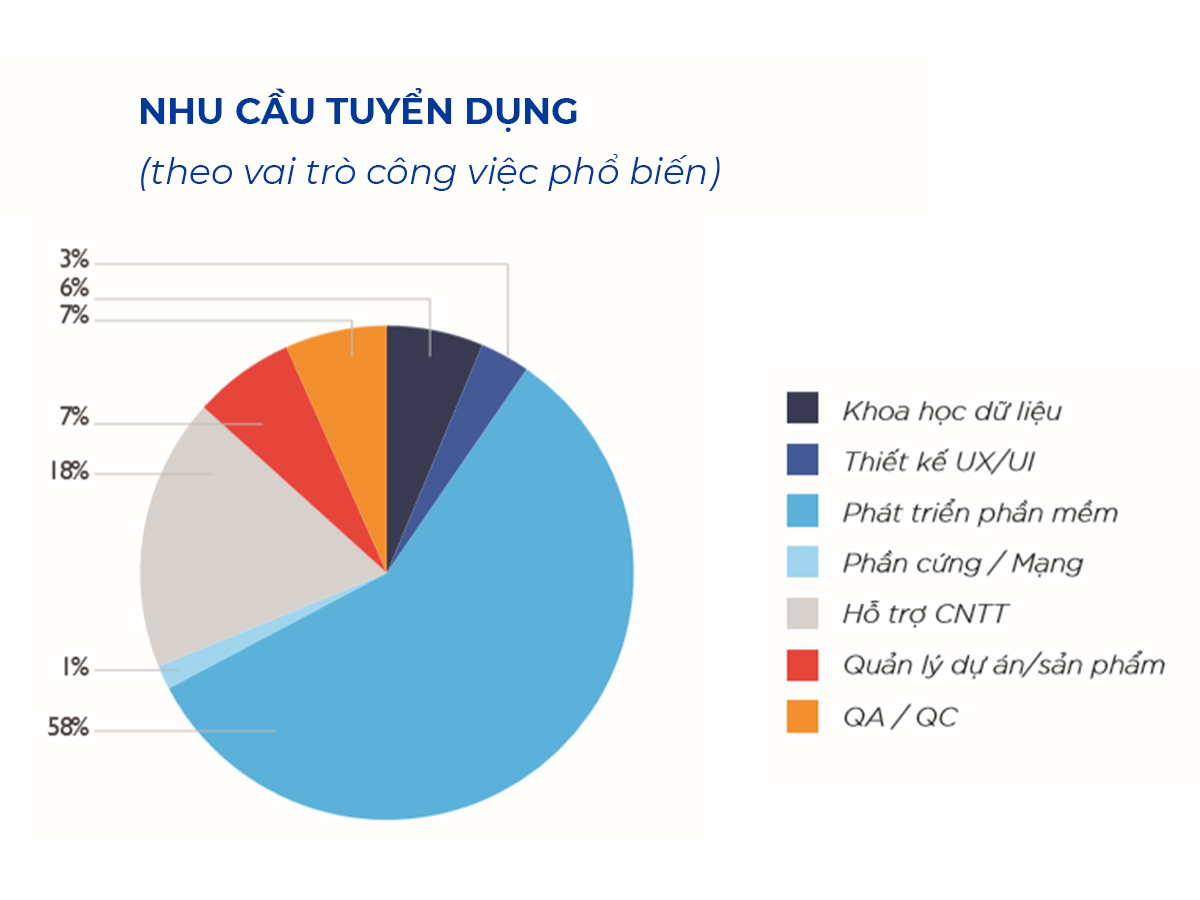 NHU CẦU TUYỂN DỤNG
(theo vai trò công việc phổ biến)
3%
6%
7%
7%
18%
1%
58%
Khoa học dữ liệu
Thiết kế UX/UI
Phát triển phần mềm
Phần cứng / Mạng
Hỗ trợ CNTT
Quản lý dự án/sản phẩm
QA / QC